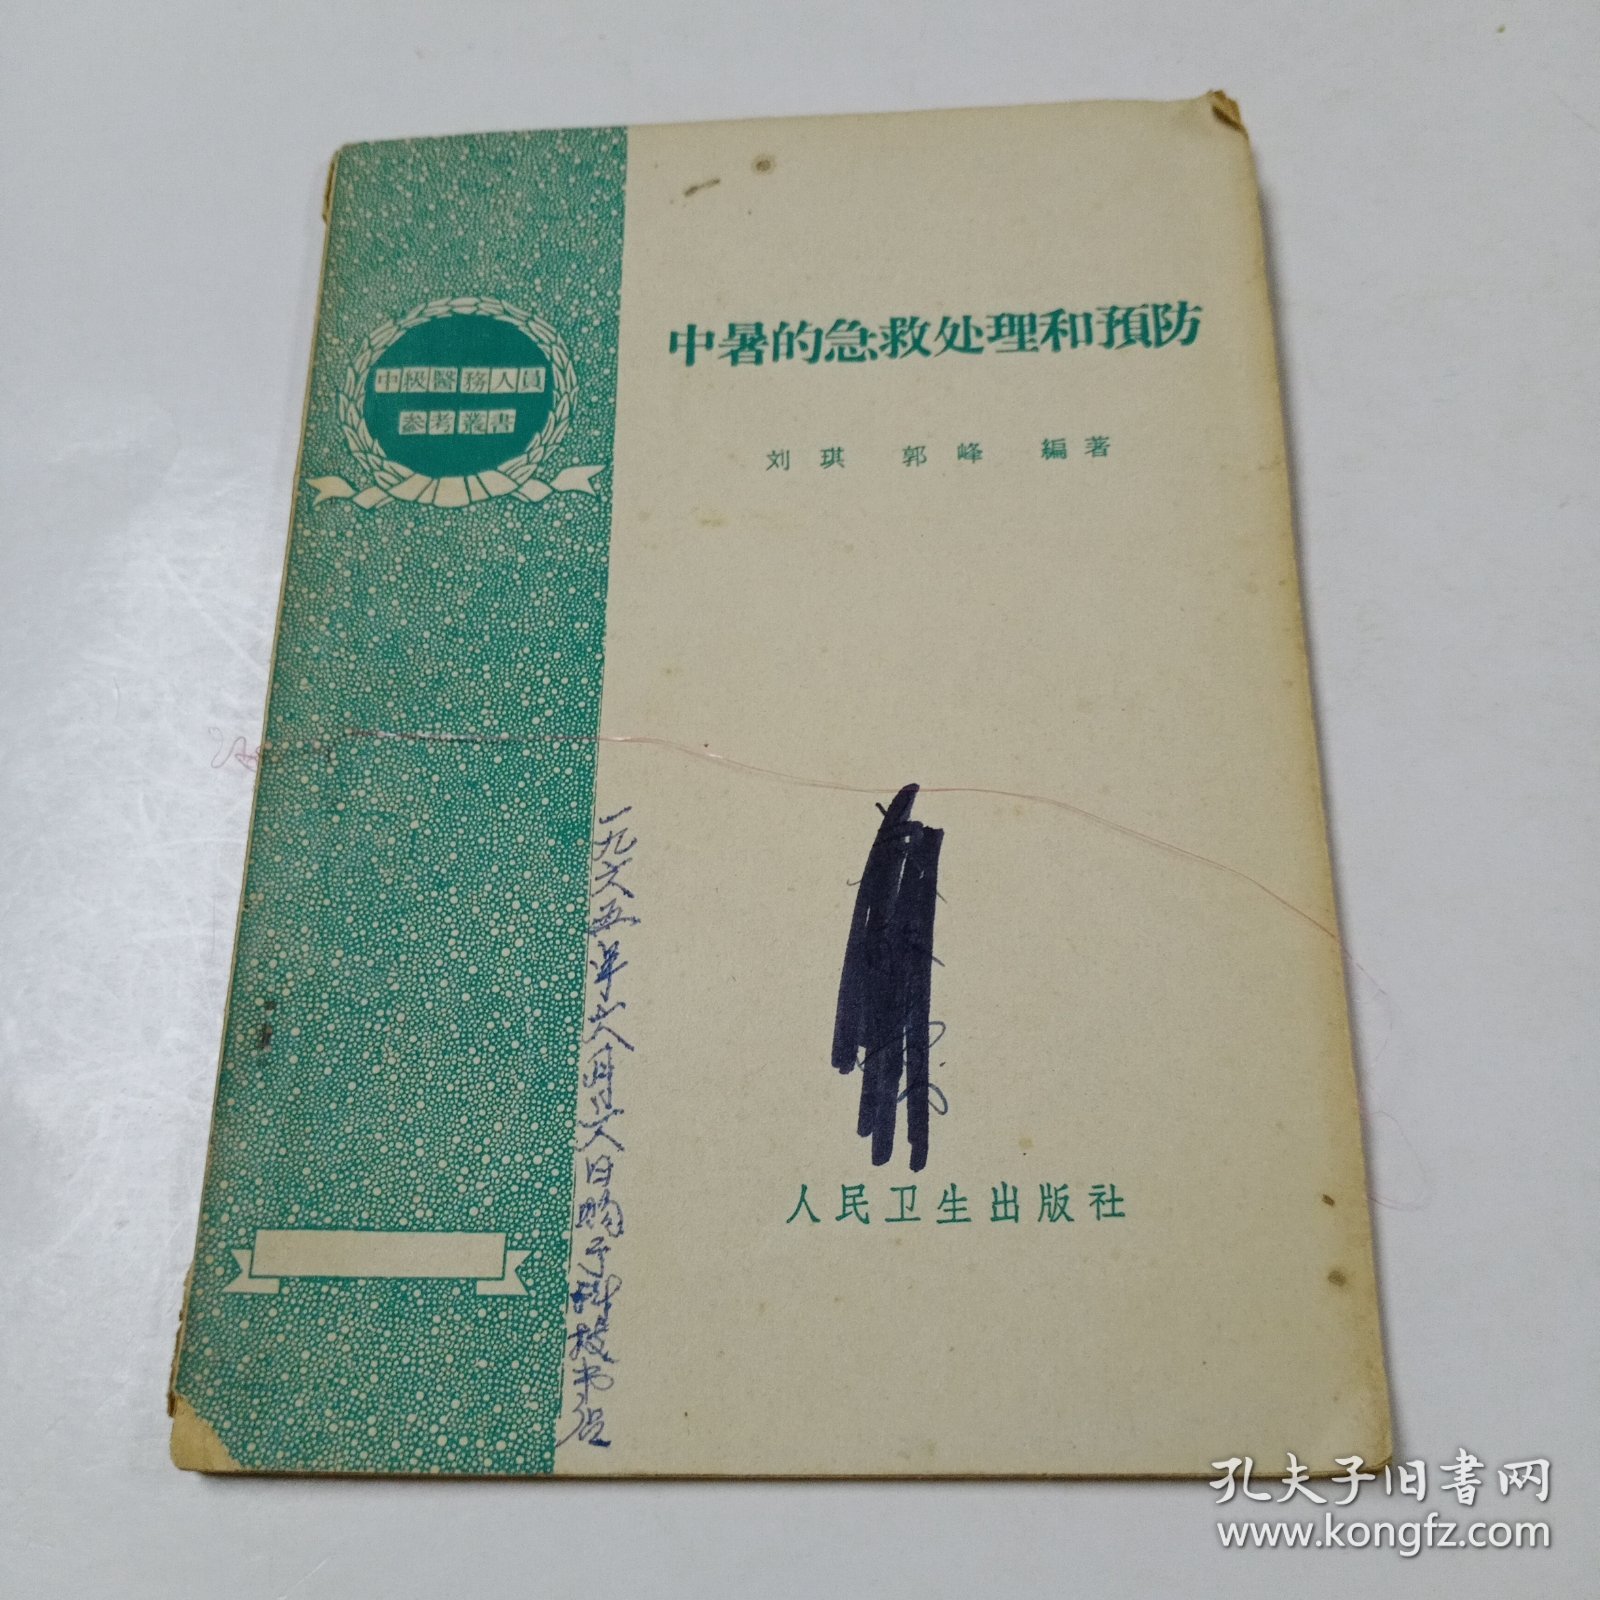 中級醫務人員
参考叢書
中暑的急救处理和預防
刘琪 郭峰 編著
一九六五年六月廿八日购于科技书店
人民卫生出版社
孔夫子旧書网
www.kongfz.com